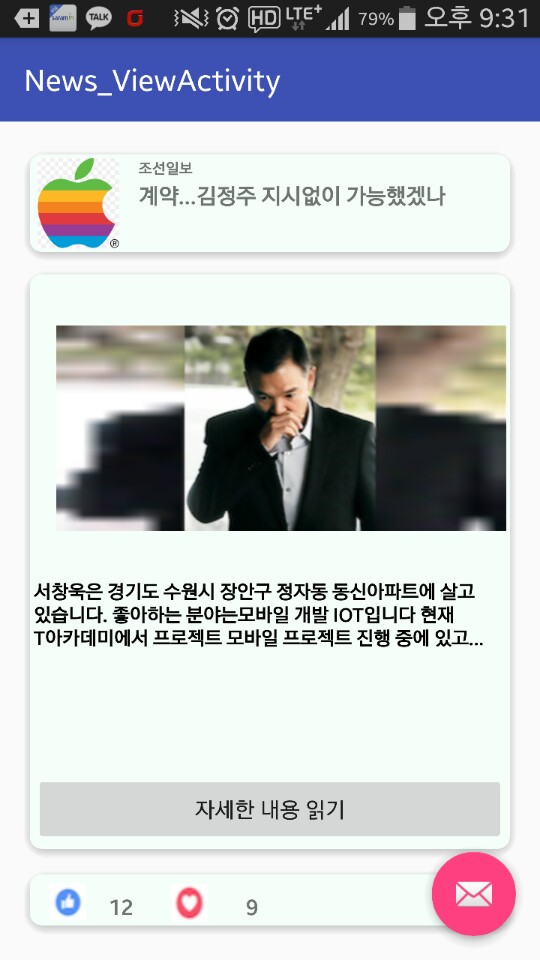 TALK
HD
LTE+
79%
오후 9:31
News_ViewActivity
조선일보
계약...김정주 지시없이 가능했겠나
®
서창욱은 경기도 수원시 장안구 정자동 동신아파트에 살고
있습니다. 좋아하는 분야는모바일 개발 IOT입니다 현재
T아카데미에서 프로젝트 모바일 프로젝트 진행 중에 있고...
자세한 내용 읽기
12
9